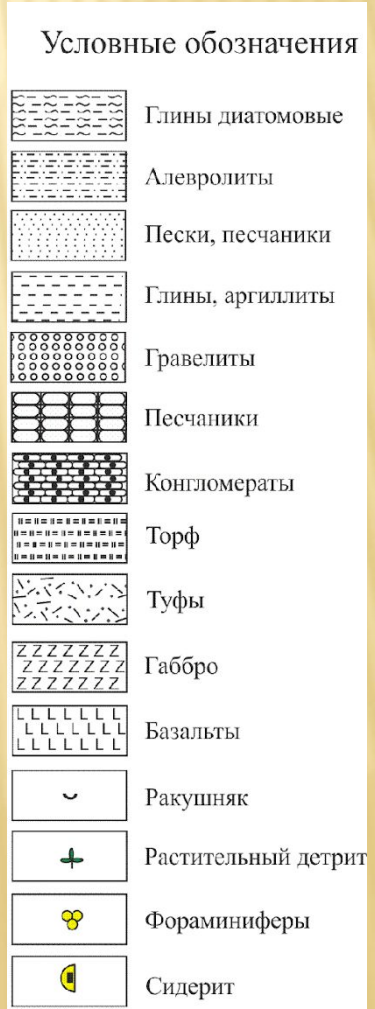 Условные обозначения
Глины диатомовые
Алевролиты
Пески, песчаники
Глины, аргиллиты
Гравелиты
Песчаники
Конгломераты
Торф
Туфы
Габбро
Базальты
Ракушняк
Растительный детрит
Фораминиферы
Сидерит